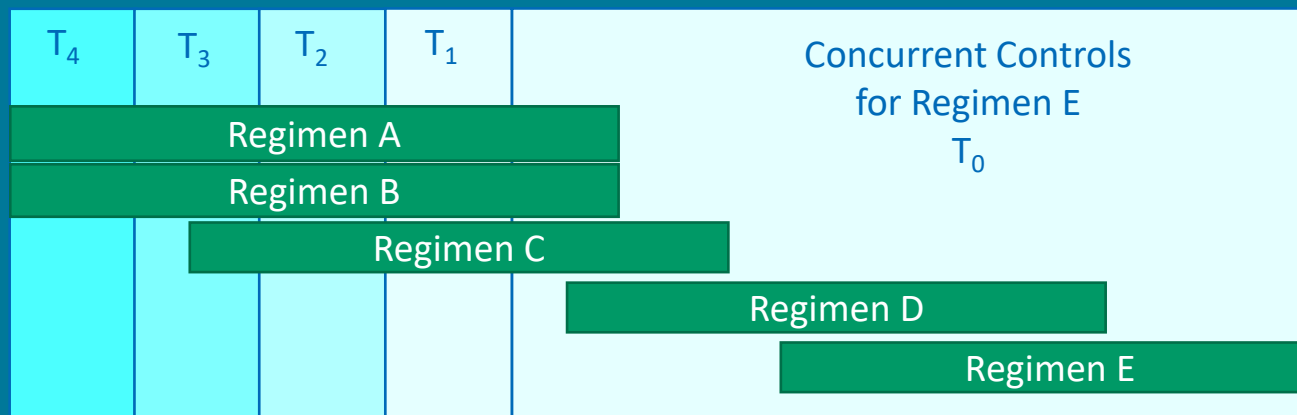 T₄ T₃ T₂ T₁
Concurrent Controls
for Regimen E
T₀
Regimen A
Regimen B
Regimen C
Regimen D
Regimen E